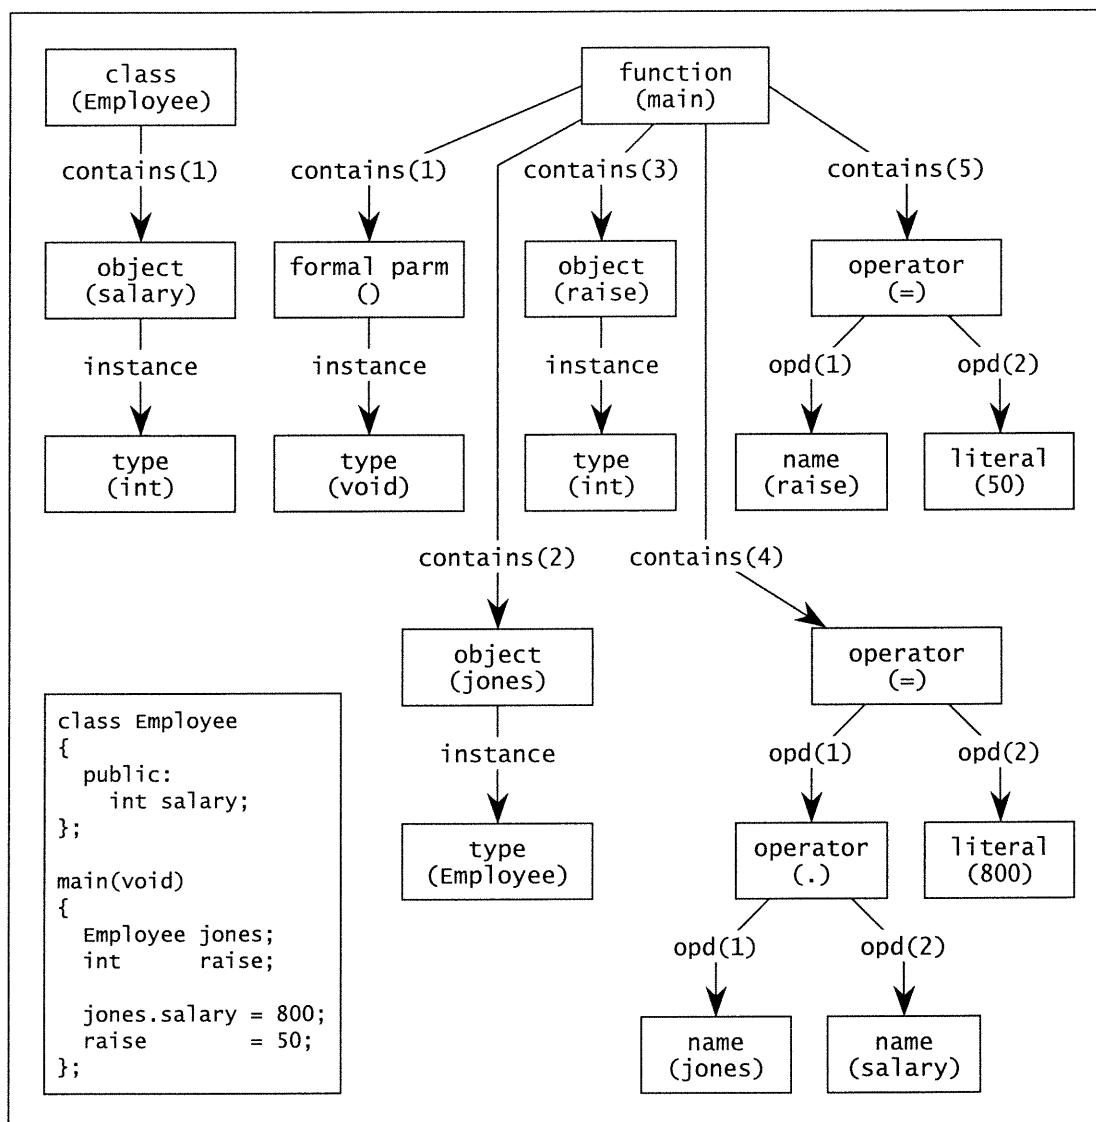 class
(Employee)
function
(main)
contains(1)
contains(1)
contains(3)
contains(5)
object
(salary)
formal parm
()
object
(raise)
operator
(=)
instance
instance
instance
opd(1)
opd(2)
type
(int)
type
(void)
type
(int)
name
(raise)
literal
(50)
contains(2)
contains(4)
object
(jones)
operator
(=)
instance
opd(1)
opd(2)
type
(Employee)
operator
(.)
literal
(800)
opd(1)
opd(2)
name
(jones)
name
(salary)
class Employee
{
  public:
    int salary;
};

main(void)
{
  Employee jones;
  int      raise;

  jones.salary = 800;
  raise        = 50;
};